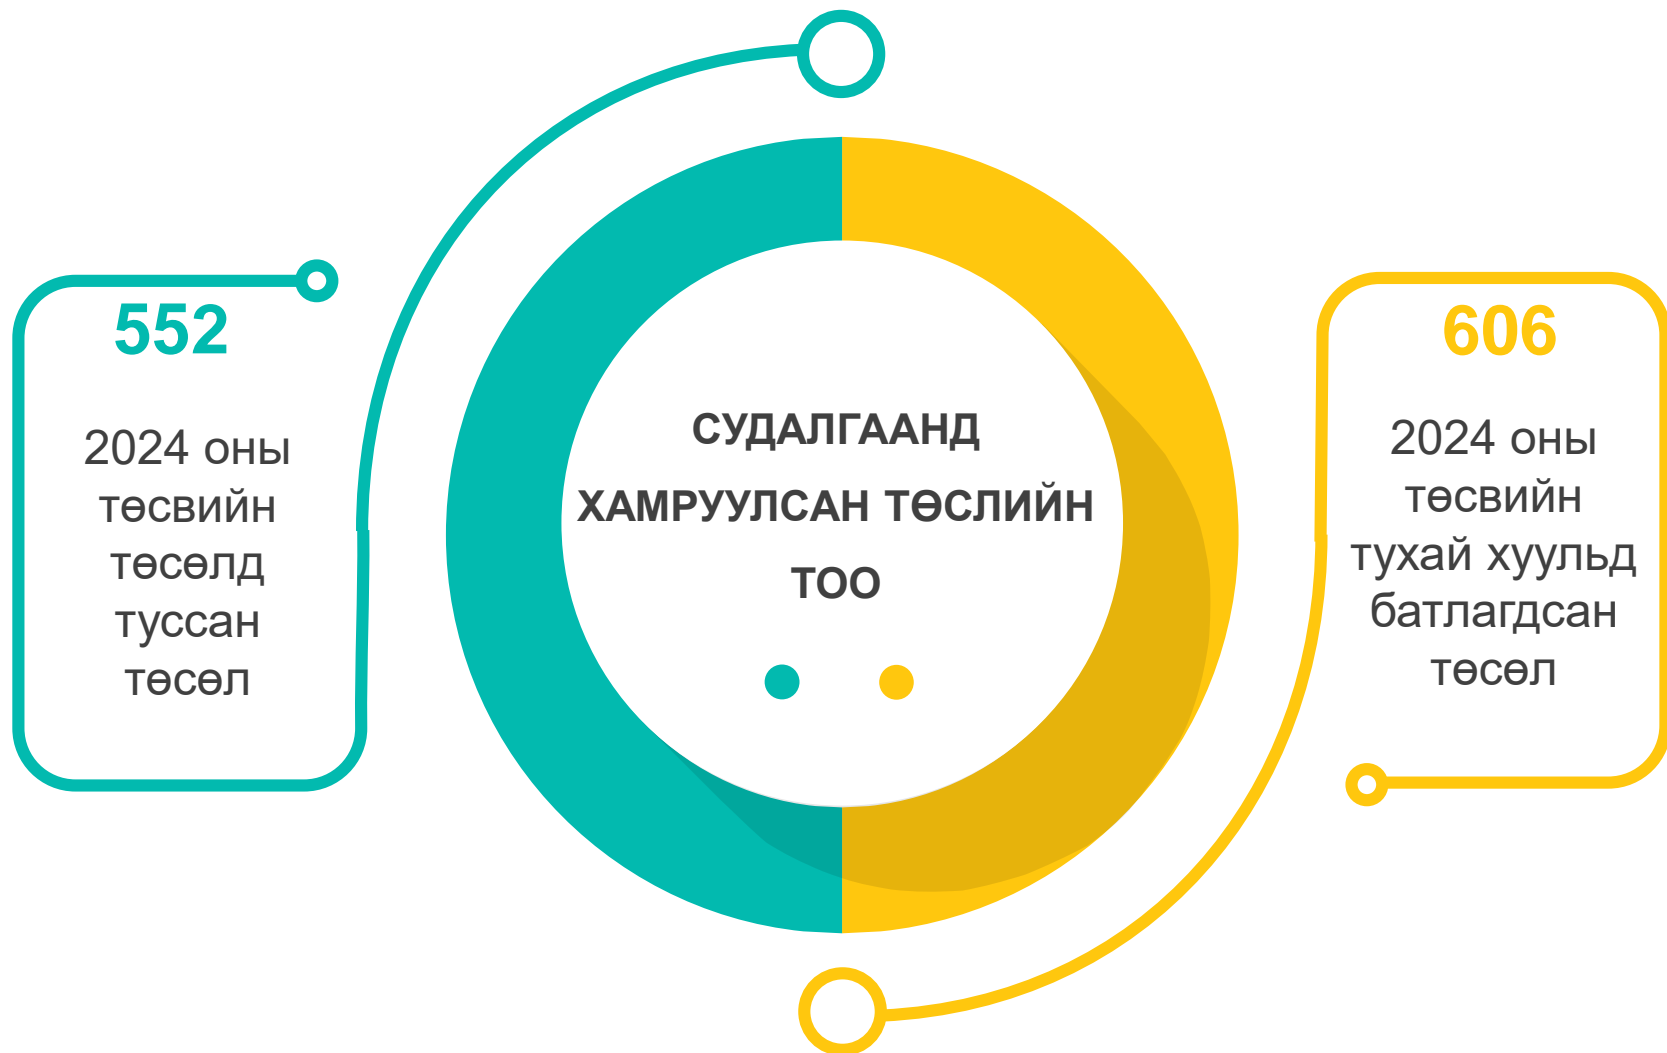 552
2024 оны
төсвийн
төсөлд
туссан
төсөл
СУДАЛГААНД
ХАМРУУЛСАН ТӨСЛИЙН
ТОО
606
2024 оны
төсвийн
тухай хуульд
батлагдсан
төсөл